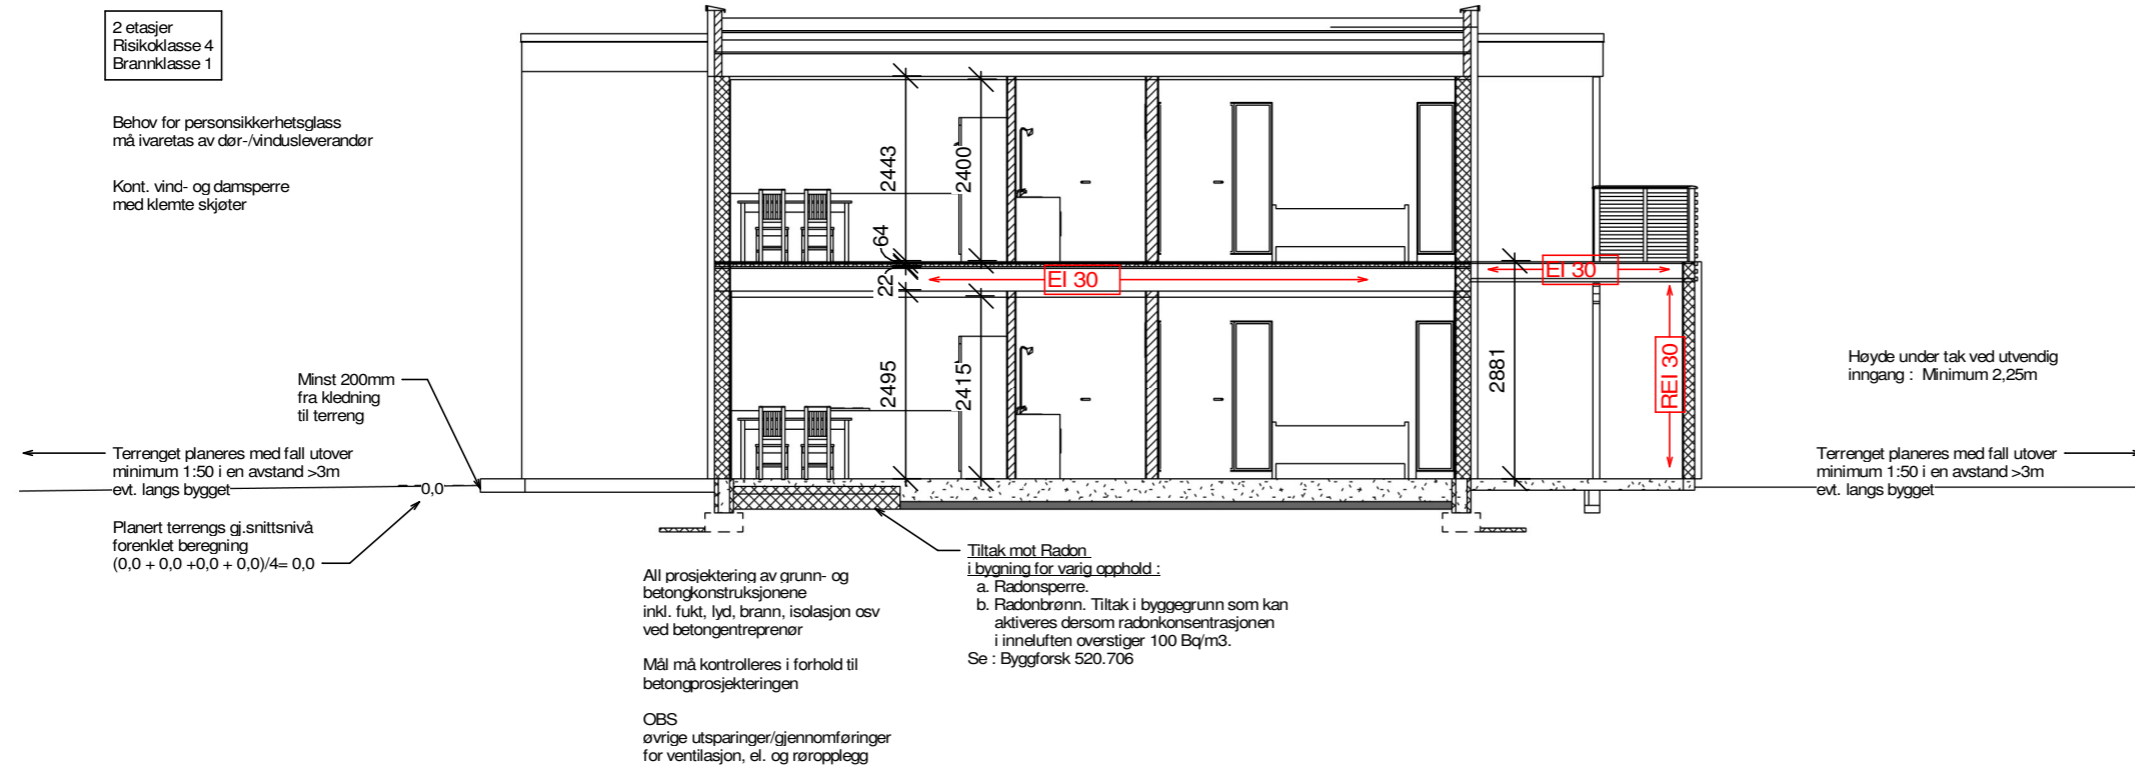 2 etasjer
Risikoklasse 4
Brannklasse 1
Behov for personsikkerhetsglass
må ivaretas av dør-/vindusleverandør
Kont. vind- og damsperre
med klemte skjøter
2443
2400
64
22
EI 30
EI 30
2495
2415
2881
REI 30
Høyde under tak ved utvendig
inngang : Minimum 2,25m
Minst 200mm
fra kledning
til terreng
Terrenget planeres med fall utover
minimum 1:50 i en avstand >3m
evt. langs bygget
0,0
Planert terrengs gj.snittsnivå
forenklet beregning
(0,0 + 0,0 +0,0 + 0,0)/4= 0,0
Terrenget planeres med fall utover
minimum 1:50 i en avstand >3m
evt. langs bygget
All prosjektering av grunn- og
betongkonstruksjonene
inkl. fukt, lyd, brann, isolasjon osv
ved betongentreprenør
Mål må kontrolleres i forhold til
betongprosjekteringen
OBS
øvrige utsparinger/gjennomføringer
for ventilasjon, el. og røropplegg
Tiltak mot Radon
i bygning for varig opphold :
a. Radonsperre.
b. Radonbrønn. Tiltak i byggegrunn som kan
aktiveres dersom radonkonsentrasjonen
i inneluften overstiger 100 Bq/m3.
Se : Byggforsk 520.706